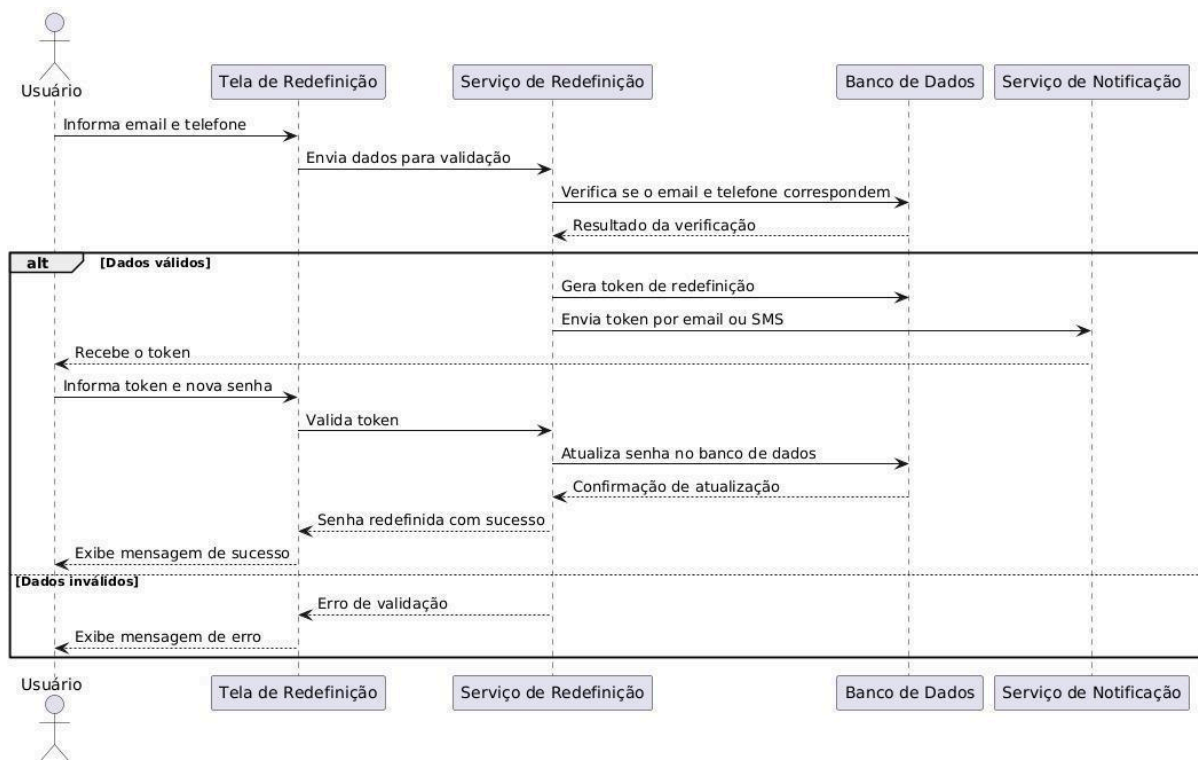 Usuário
Tela de Redefinição
Serviço de Redefinição
Banco de Dados
Serviço de Notificação
Informa email e telefone
Envia dados para validação
Verifica se o email e telefone correspondem
Resultado da verificação
alt
[Dados válidos]
Gera token de redefinição
Envia token por email ou SMS
Recebe o token
Informa token e nova senha
Valida token
Atualiza senha no banco de dados
Confirmação de atualização
Senha redefinida com sucesso
Exibe mensagem de sucesso
[Dados inválidos]
Erro de validação
Exibe mensagem de erro
Usuário
Tela de Redefinição
Serviço de Redefinição
Banco de Dados
Serviço de Notificação